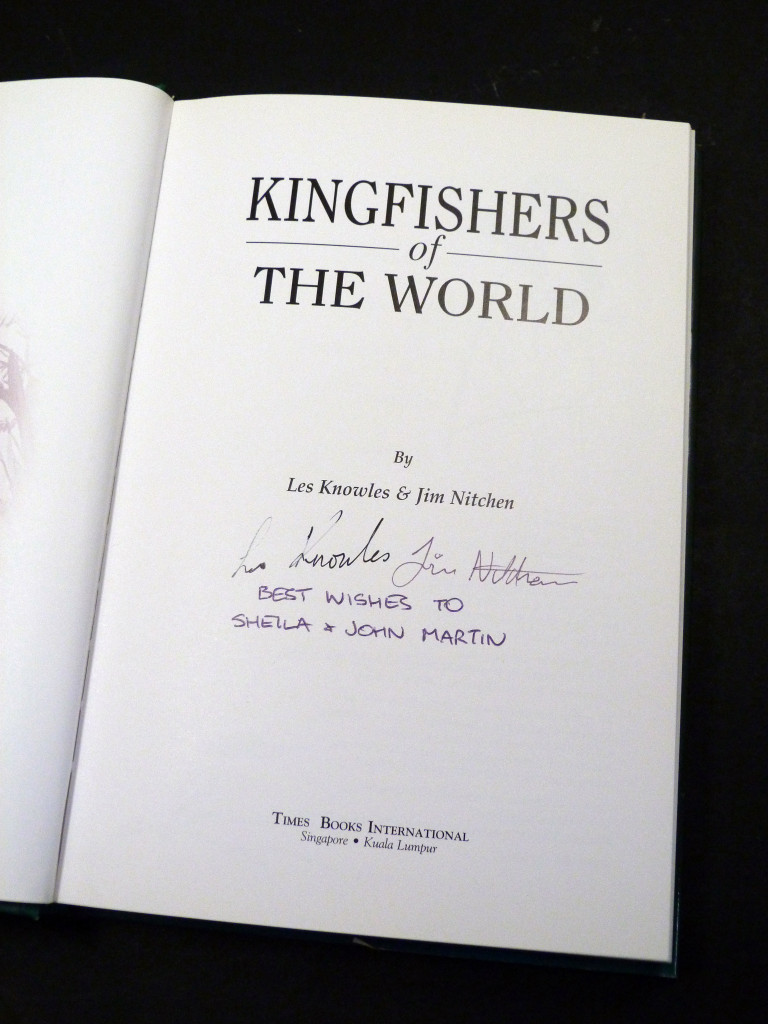 KINGFISHERS
of
THE WORLD
By
Les Knowles & Jim Nitchen
Les Knowles Jim Nitchen
BEST WISHES TO
SHEILA & JOHN MARTIN
TIMES BOOKS INTERNATIONAL
Singapore • Kuala Lumpur